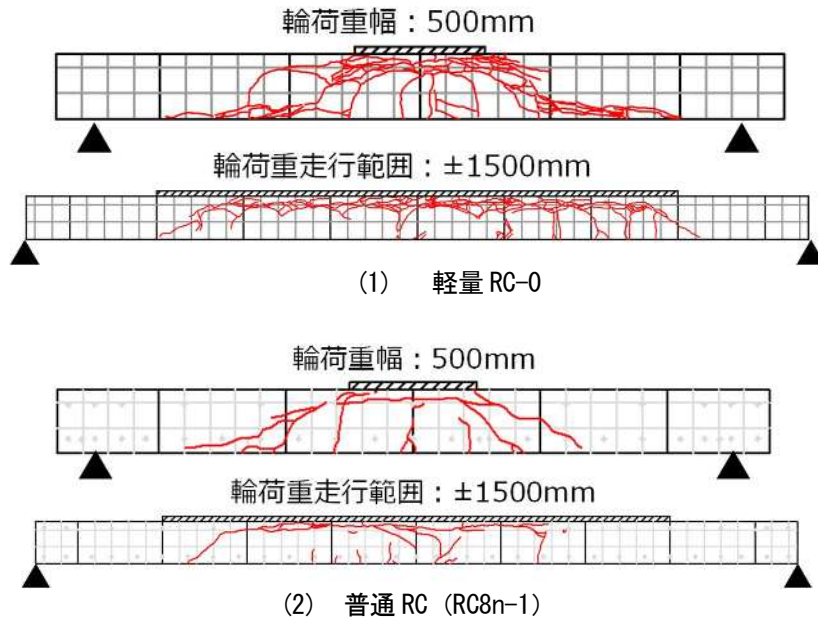 輪荷重幅：500mm
輪荷重走行範囲：±1500mm
(1) 軽量 RC-0
輪荷重幅：500mm
輪荷重走行範囲：±1500mm
(2) 普通 RC (RC8n-1)